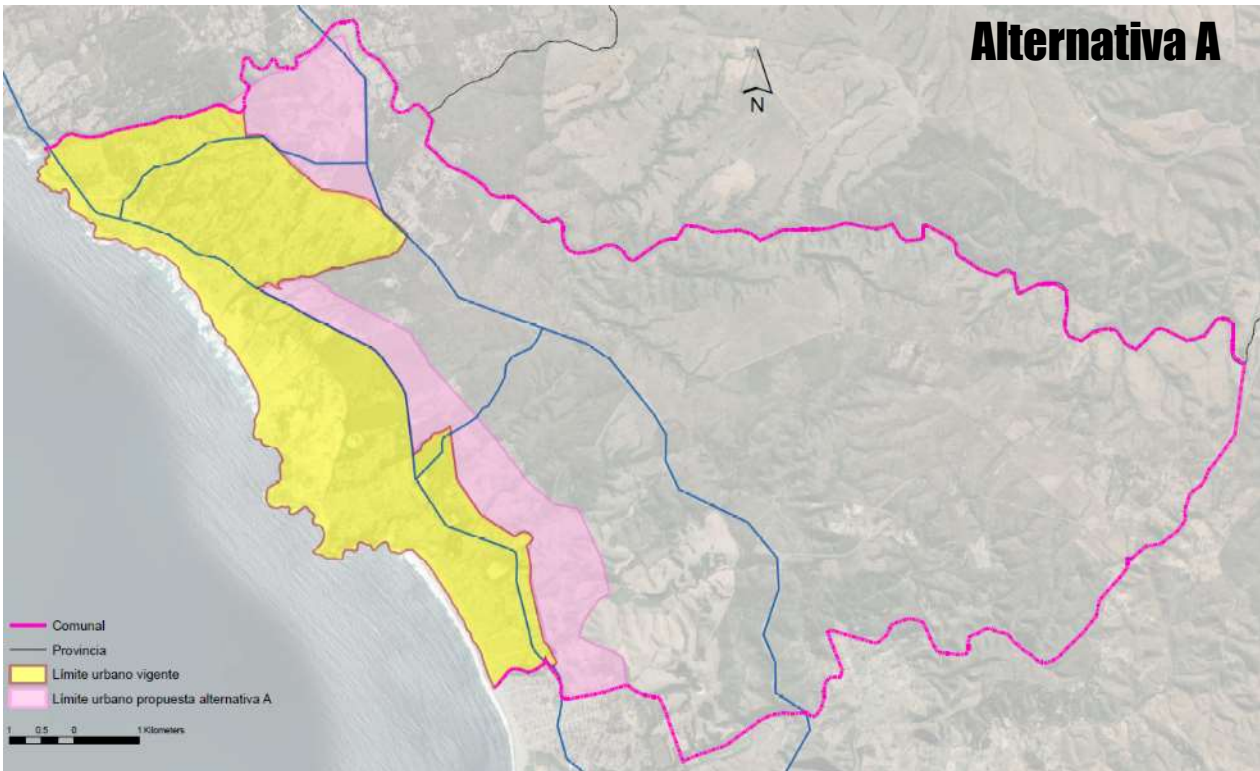 Alternativa A
N
Comunal
Provincia
Límite urbano vigente
Límite urbano propuesta alternativa A
1 0.5 0 1 Kilometers